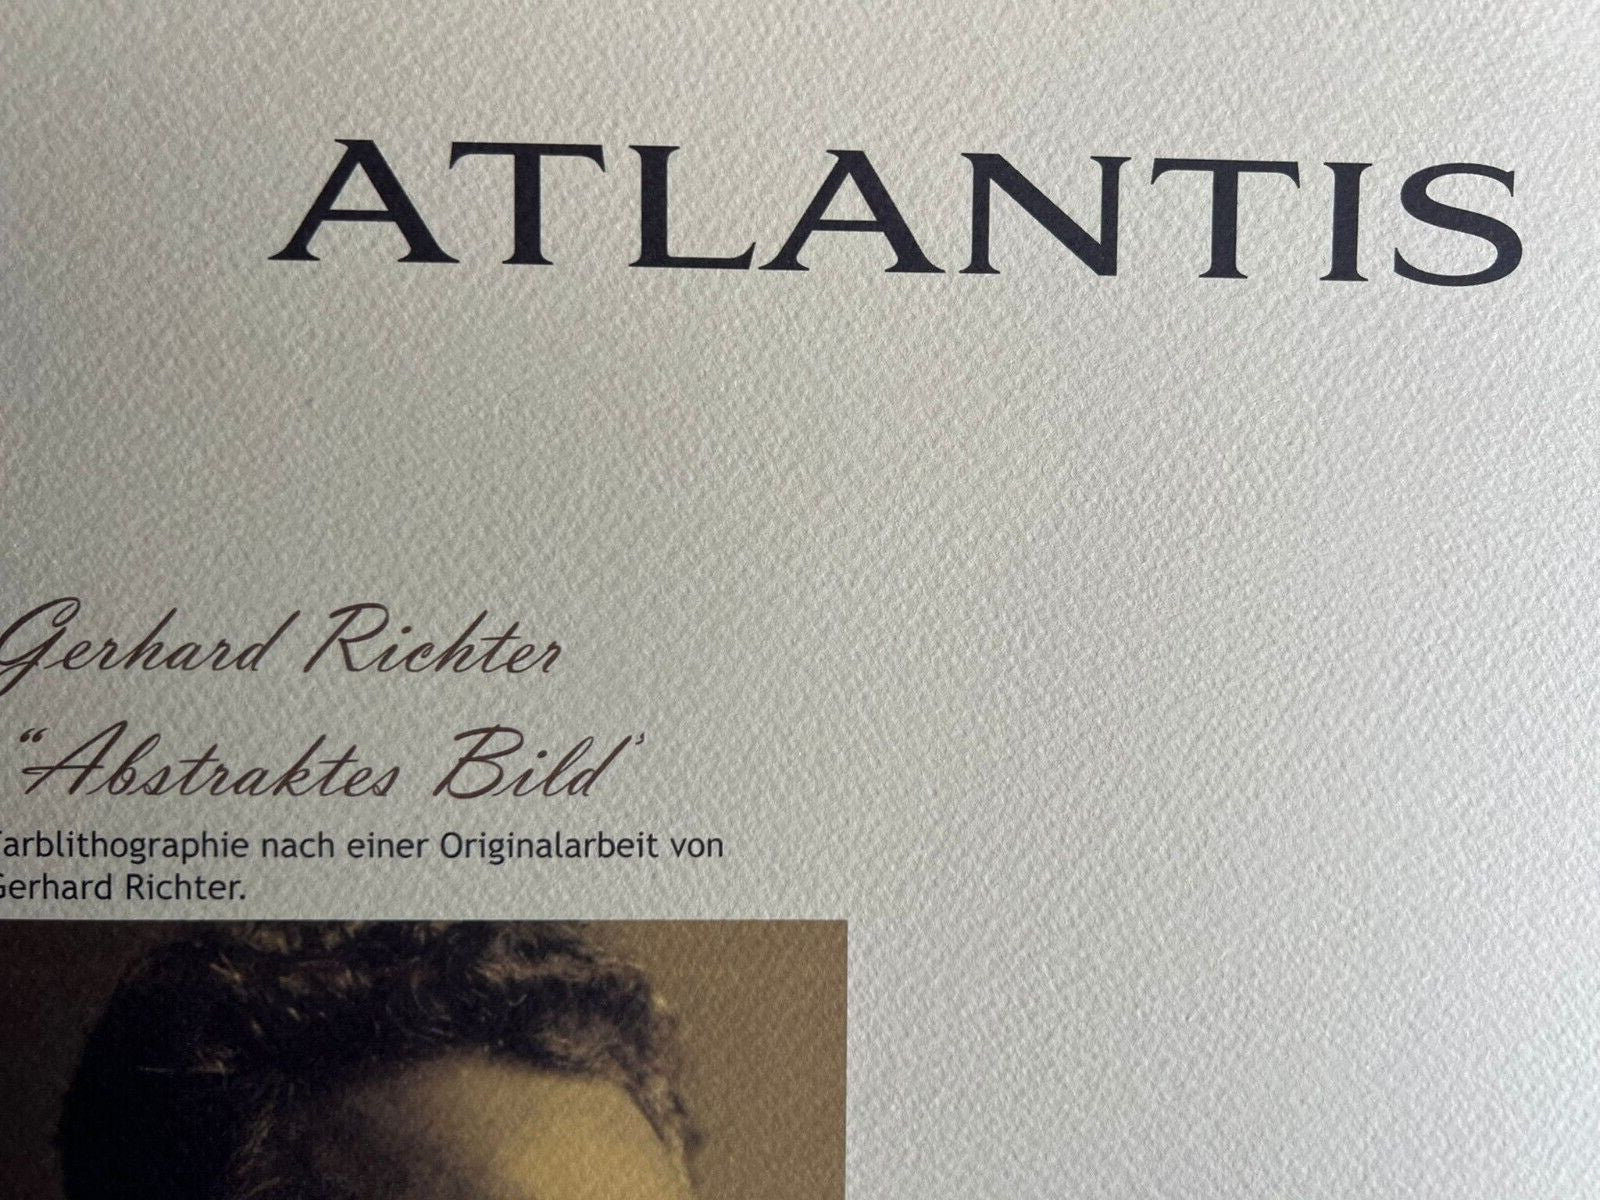 ATLANTIS
Gerhard Richter
“Abstraktes Bild’
Farblithographie nach einer Originalarbeit von
Gerhard Richter.